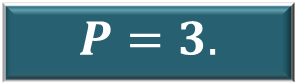 P = 3.